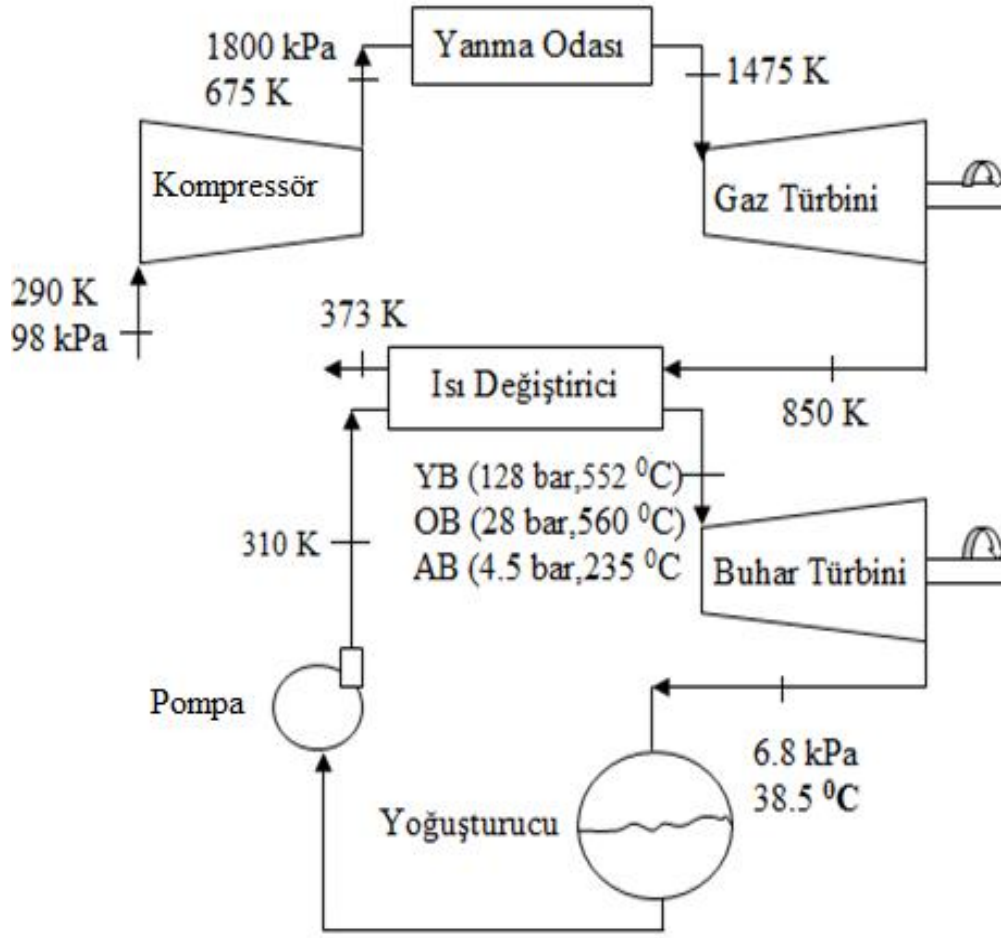 1800 kPa
675 K
Yanma Odası
1475 K
Kompressör
Gaz Türbini
290 K
98 kPa
373 K
Isı Değiştirici
850 K
YB (128 bar,552 ⁰C)
OB (28 bar,560 ⁰C)
AB (4.5 bar,235 ⁰C
310 K
Buhar Türbini
Pompa
6.8 kPa
38.5 ⁰C
Yoğuşturucu